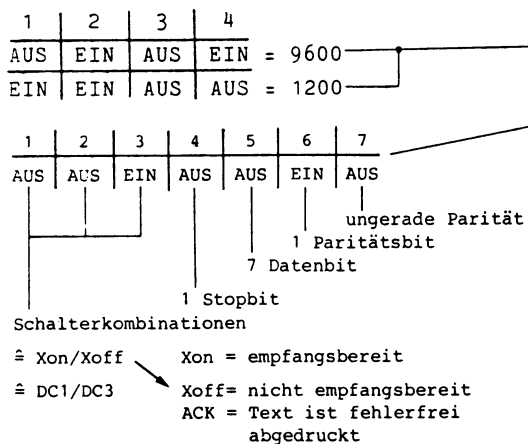 1 2 3 4
AUS EIN AUS EIN = 9600
EIN EIN AUS AUS = 1200
1 2 3 4 5 6 7
AUS AUS EIN AUS AUS EIN AUS
ungerade Parität
1 Paritätsbit
7 Datenbit
1 Stopbit
Schalterkombinationen
≙ Xon/Xoff Xon = empfangsbereit
≙ DC1/DC3 Xoff= nicht empfangsbereit
ACK = Text ist fehlerfrei
abgedruckt